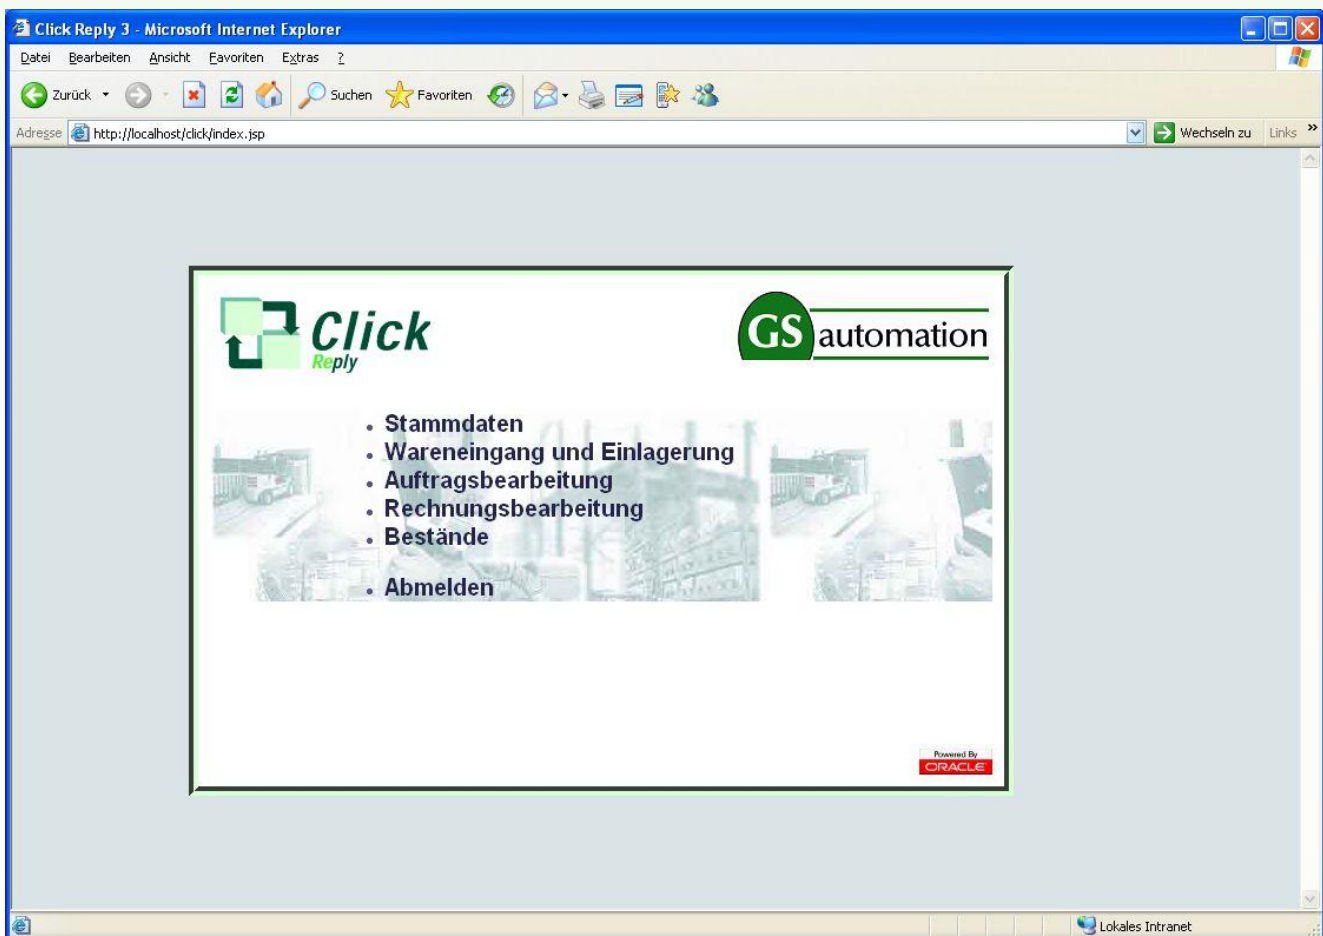 Click Reply 3 - Microsoft Internet Explorer
Datei Bearbeiten Ansicht Favoriten Extras ?
Zurück Suchen Favoriten
Adresse http://localhost/click/index.jsp Wechseln zu Links »
Click
Reply
GS automation
Stammdaten
Wareneingang und Einlagerung
Auftragsbearbeitung
Rechnungsbearbeitung
Bestände
Abmelden
Powered By
ORACLE
Lokales Intranet